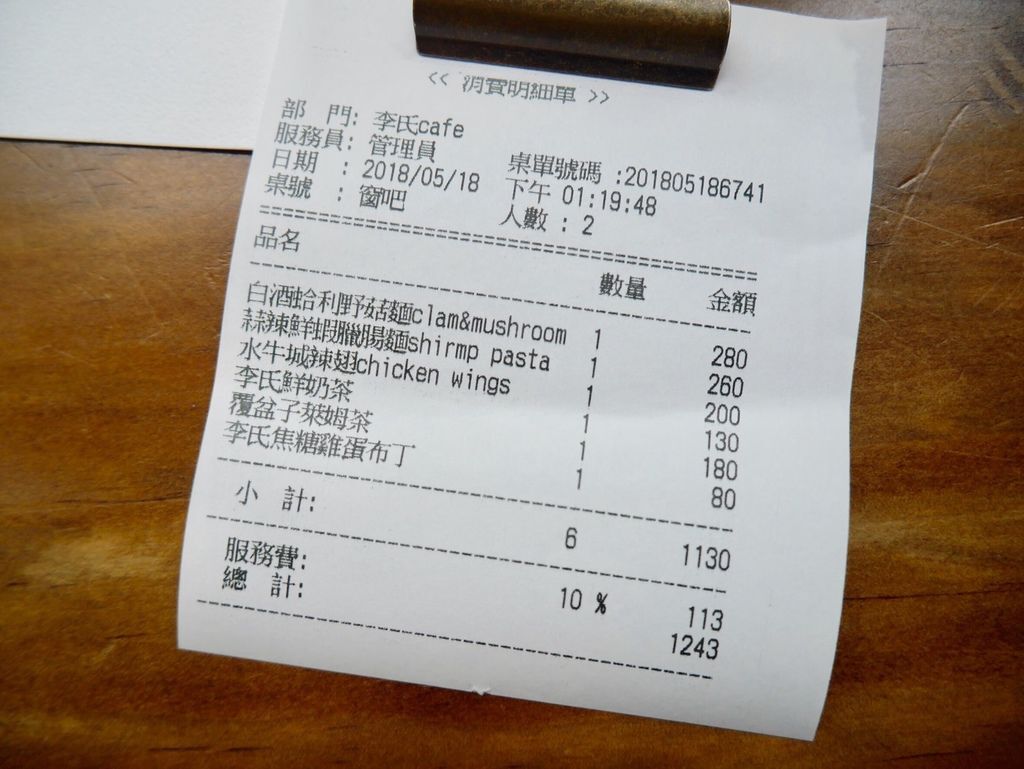 << 消費明細單 >>
部 門: 李氏cafe
服務員: 管理員 桌單號碼 :201805186741
日期 : 2018/05/18 下午 01:19:48
桌號 : 窗吧 人數 : 2
品名 數量 金額
白酒蛤利野菇麵clam&mushroom 1 280
蒜辣鮮蝦臘腸麵shirmp pasta 1 260
水牛城辣翅chicken wings 1 200
李氏鮮奶茶 1 130
覆盆子萊姆茶 1 180
李氏焦糖雞蛋布丁 1 80
小 計: 6 1130
服務費: 10 % 113
總 計: 1243